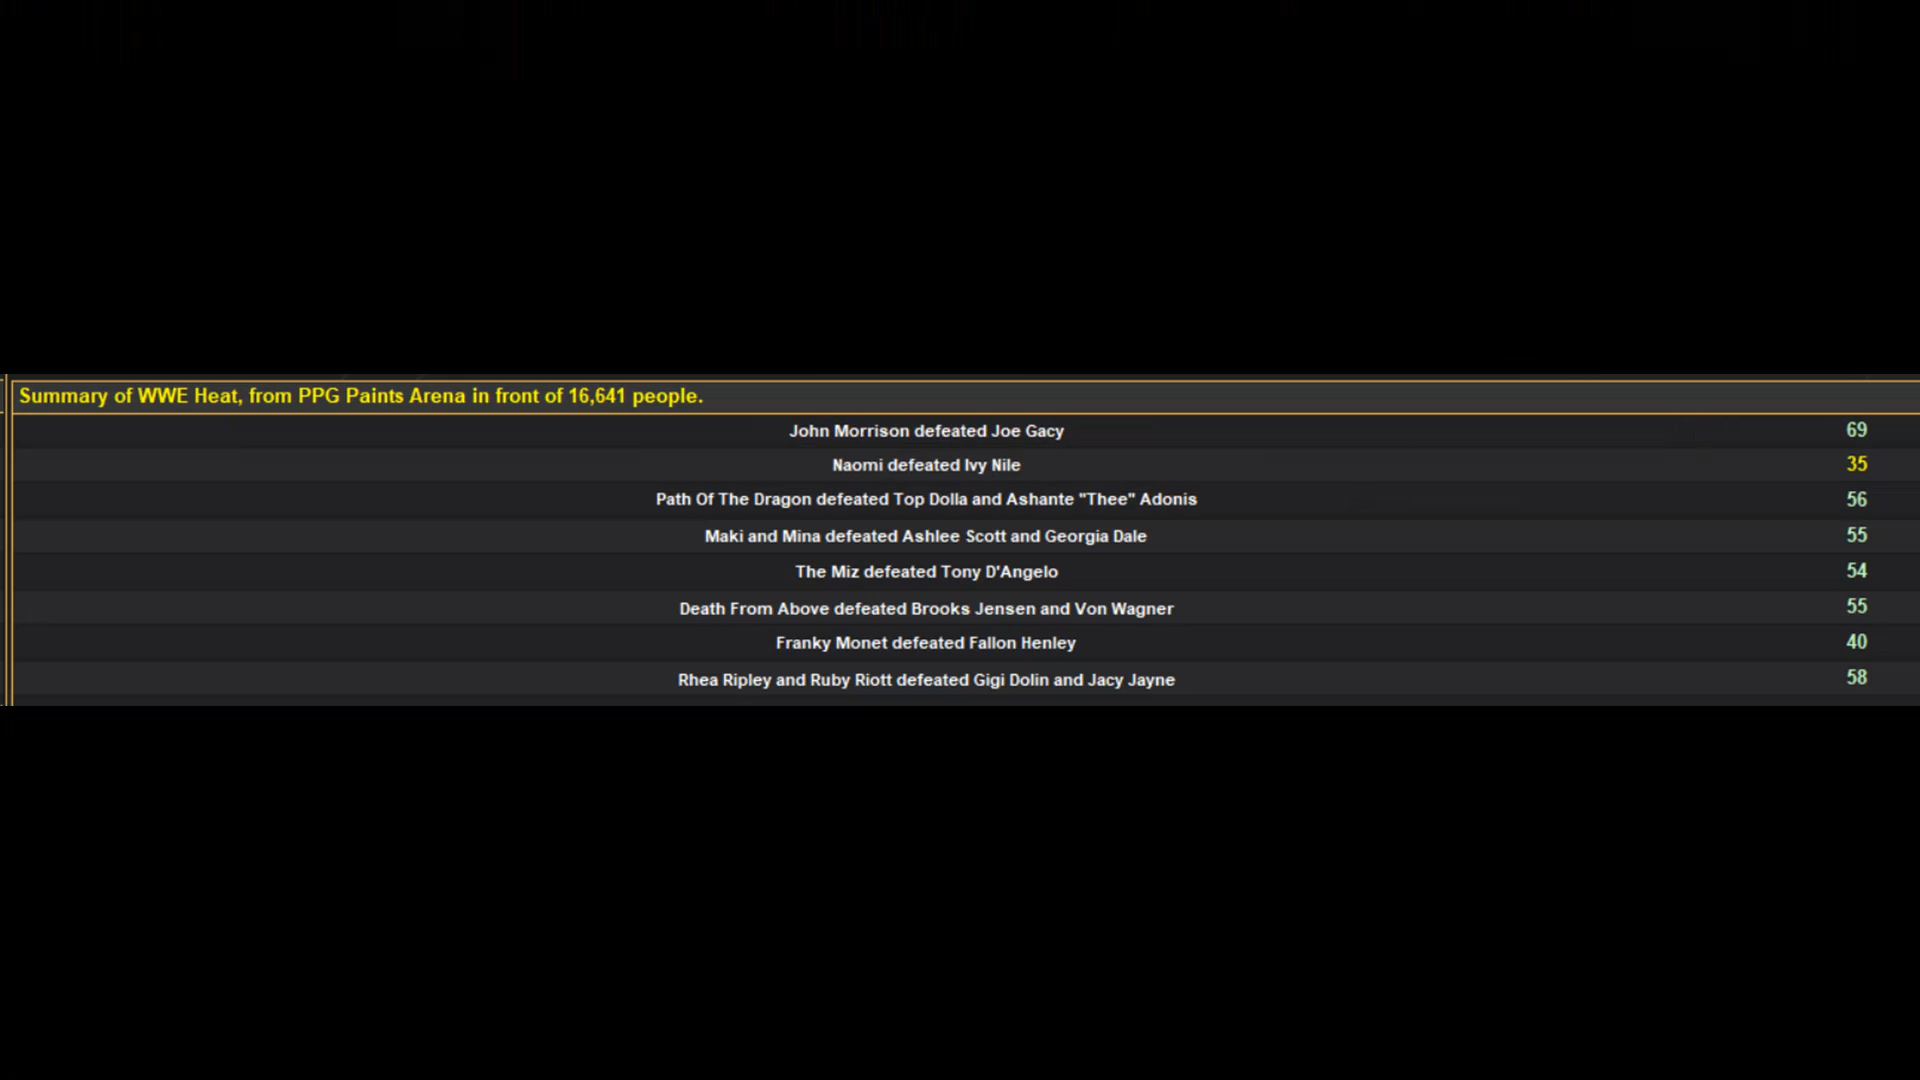 Summary of WWE Heat, from PPG Paints Arena in front of 16,641 people.
John Morrison defeated Joe Gacy 69
Naomi defeated Ivy Nile 35
Path Of The Dragon defeated Top Dolla and Ashante "Thee" Adonis 56
Maki and Mina defeated Ashlee Scott and Georgia Dale 55
The Miz defeated Tony D'Angelo 54
Death From Above defeated Brooks Jensen and Von Wagner 55
Franky Monet defeated Fallon Henley 40
Rhea Ripley and Ruby Riott defeated Gigi Dolin and Jacy Jayne 58